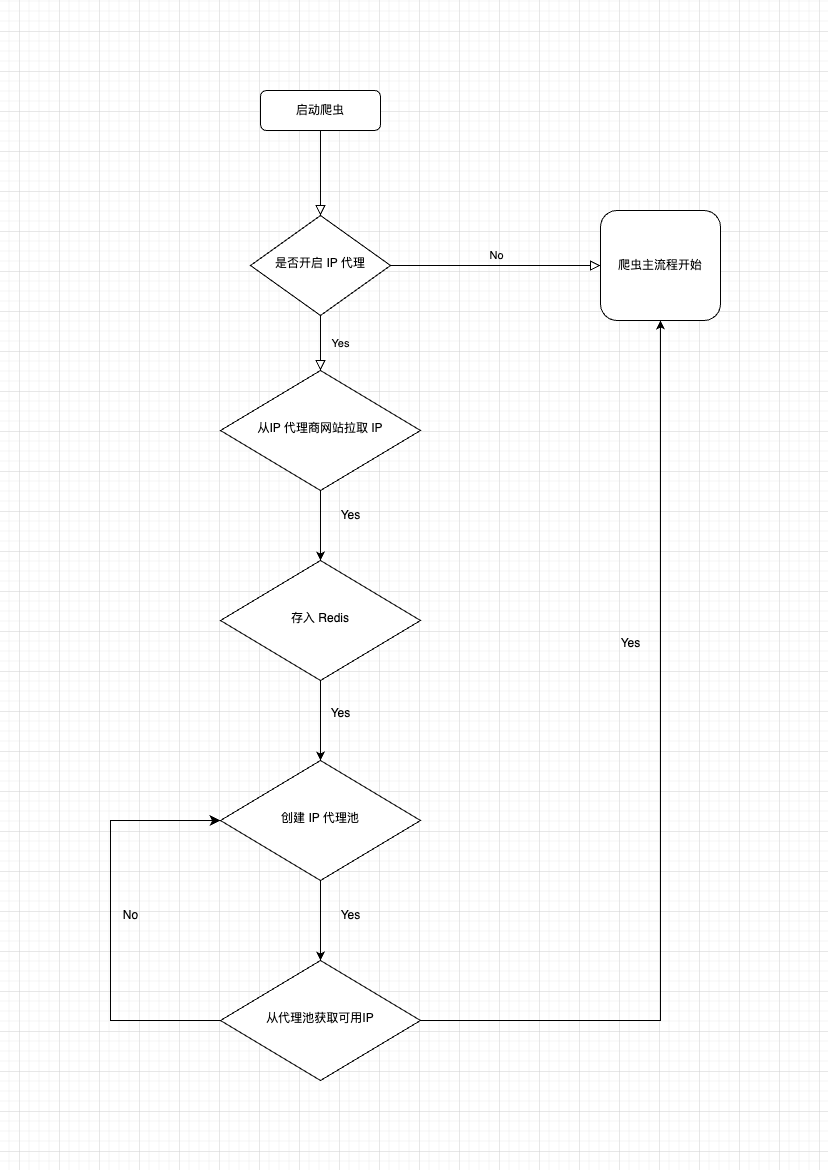 启动爬虫
是否开启 IP 代理
No
爬虫主流程开始
Yes
从IP 代理商网站拉取 IP
Yes
存入 Redis
Yes
Yes
创建 IP 代理池
No
Yes
从代理池获取可用IP